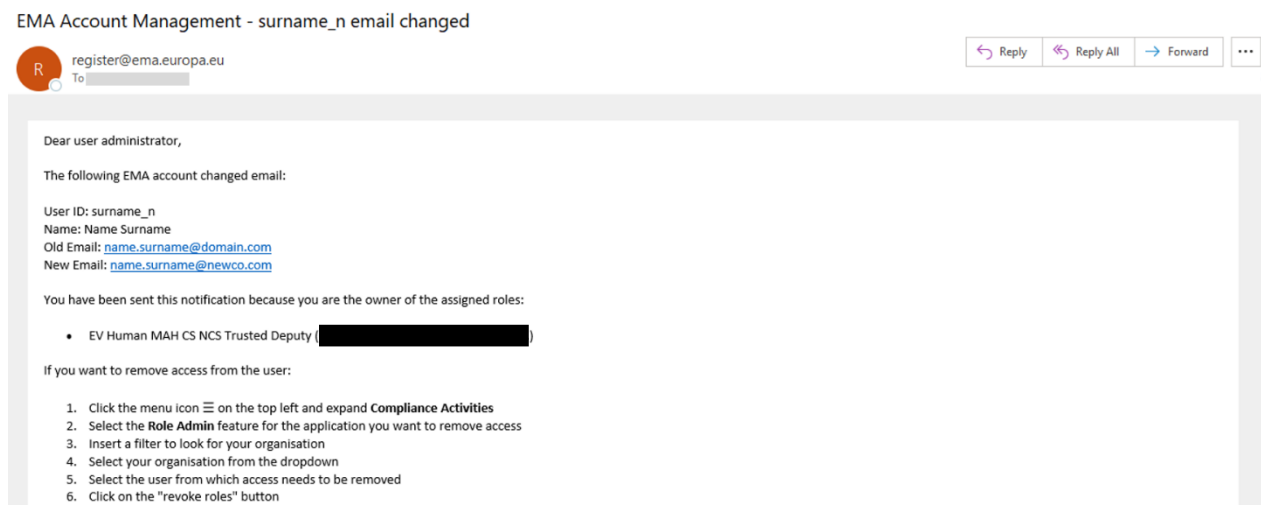 EMA Account Management - surname_n email changed
R
register@ema.europa.eu
To
Reply
Reply All
Forward
...
Dear user administrator,
The following EMA account changed email:
User ID: surname_n
Name: Name Surname
Old Email: name.surname@domain.com
New Email: name.surname@newco.com
You have been sent this notification because you are the owner of the assigned roles:
• EV Human MAH CS NCS Trusted Deputy ( )
If you want to remove access from the user:
1. Click the menu icon ☰ on the top left and expand Compliance Activities
2. Select the Role Admin feature for the application you want to remove access
3. Insert a filter to look for your organisation
4. Select your organisation from the dropdown
5. Select the user from which access needs to be removed
6. Click on the "revoke roles" button